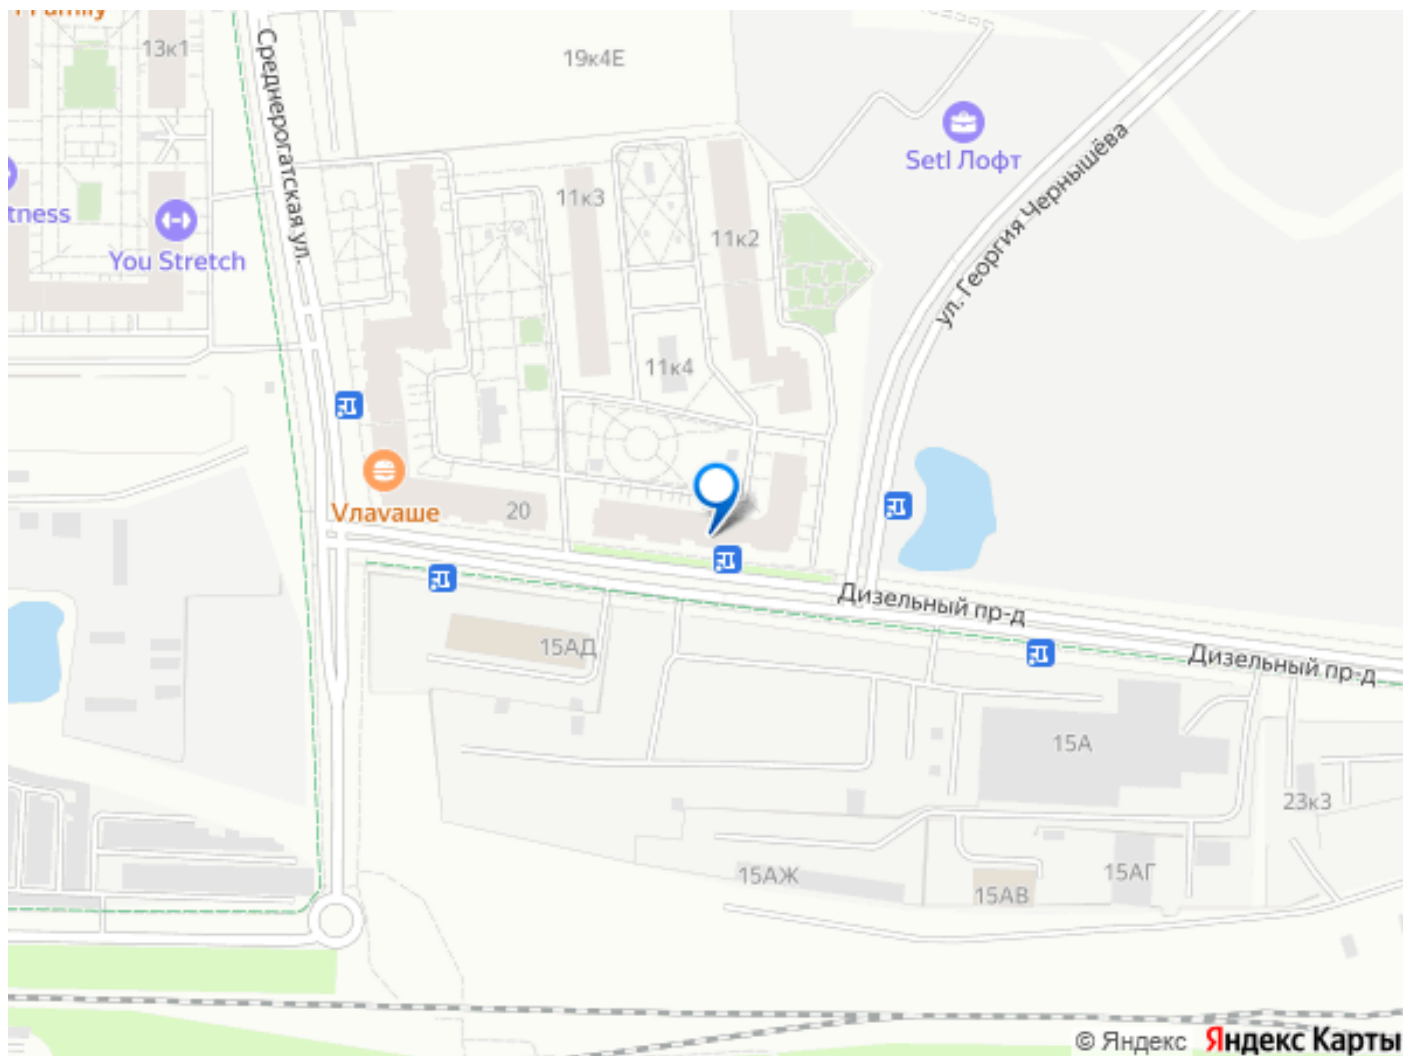 Family
13к1
Среднерогатская ул.
19к4Е
Setl Лофт
ул. Георгия Чернышёва
11к3
11к2
tness
You Stretch
11к4
Vлаvаше
20
Дизельный пр-д
15АД
Дизельный пр-д
15А
23к3
15АЖ
15АВ
15АГ
© Яндекс Яндекс Карты